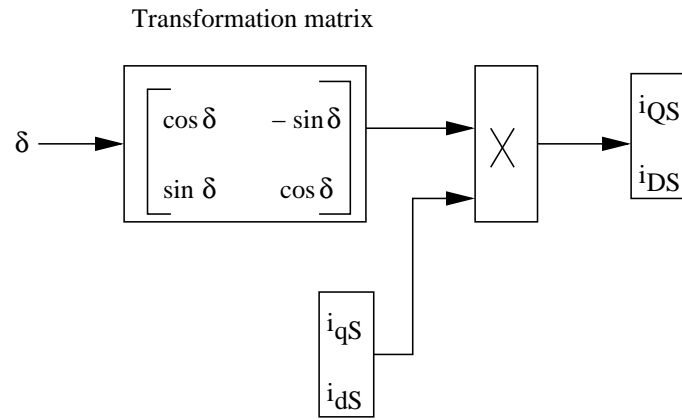 Transformation matrix
cos δ − sin δ
sin δ cos δ
δ
X
iQS
iDS
iqS
idS